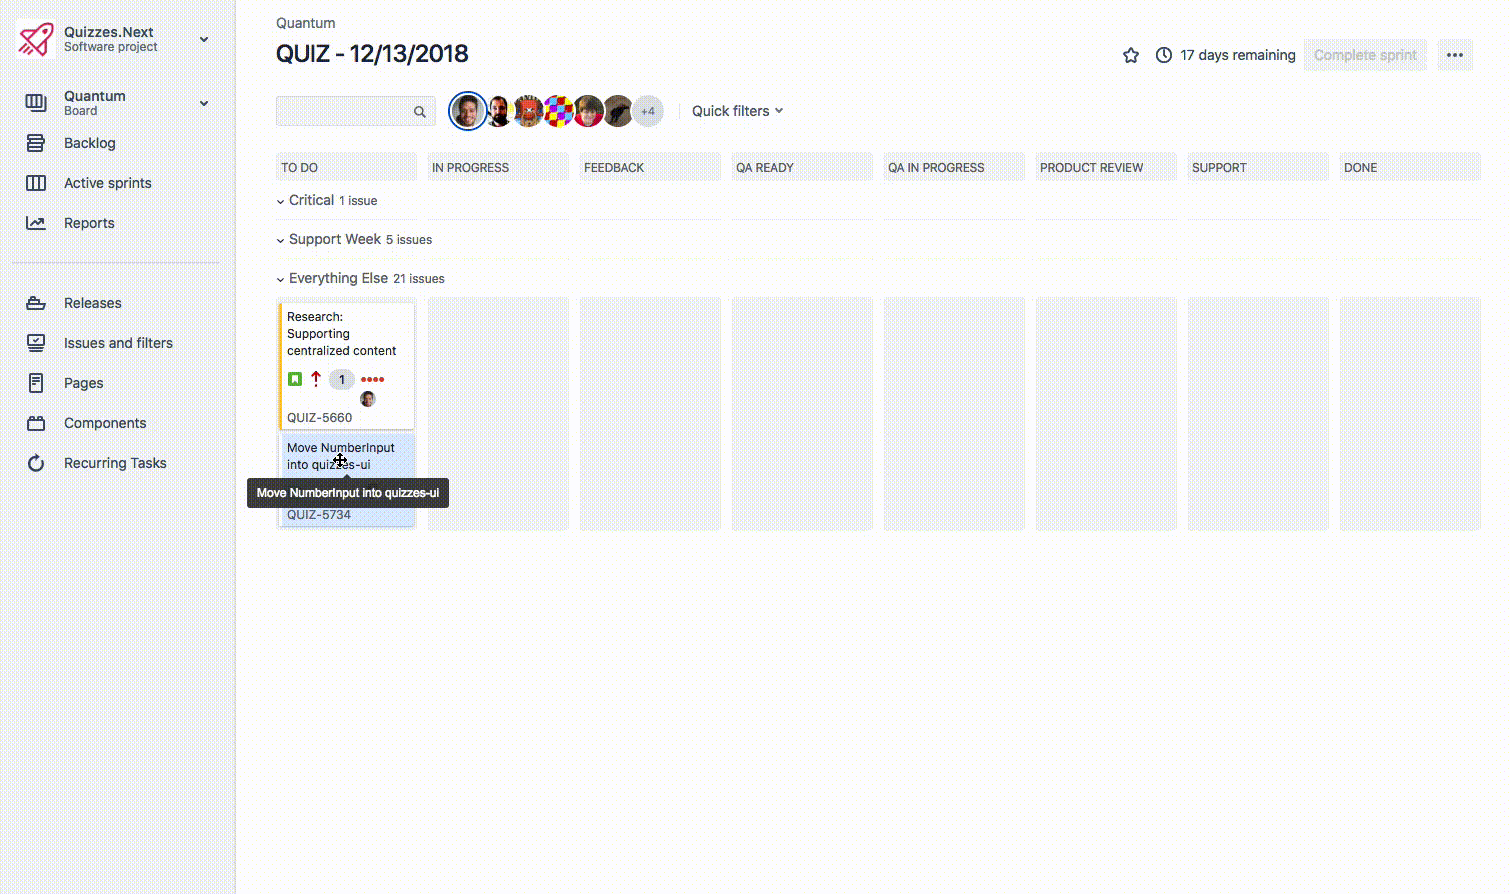 Quizzes.Next
Software project
Quantum
Board
Backlog
Active sprints
Reports
Releases
Issues and filters
Pages
Components
Recurring Tasks
Quantum
QUIZ - 12/13/2018
17 days remaining
Complete sprint
+4
Quick filters
TO DO
IN PROGRESS
FEEDBACK
QA READY
QA IN PROGRESS
PRODUCT REVIEW
SUPPORT
DONE
Critical 1 issue
Support Week 5 issues
Everything Else 21 issues
Research:
Supporting
centralized content
1
QUIZ-5660
Move NumberInput
into quizzes-ui
Move NumberInput into quizzes-ui
QUIZ-5734